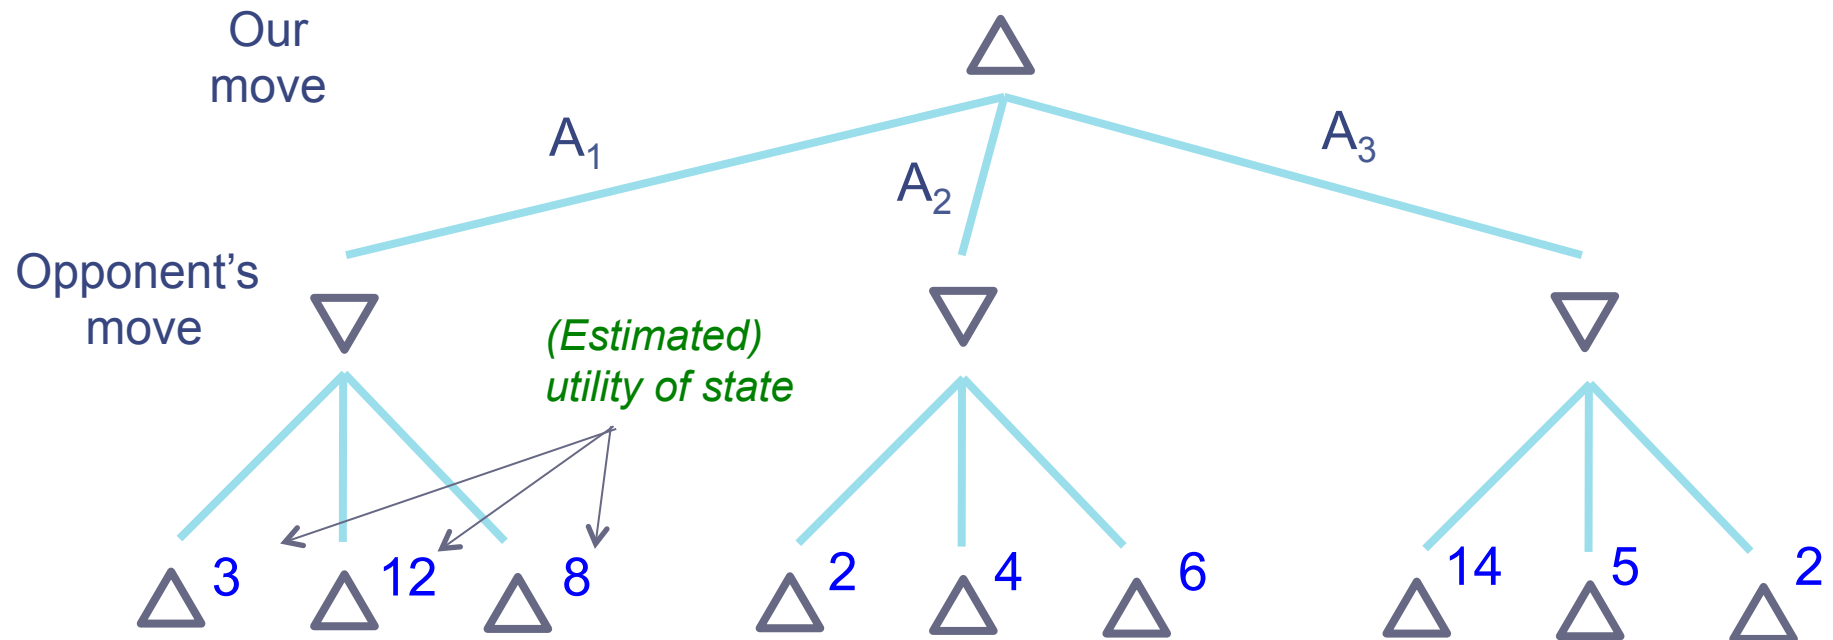 Our
move
A₁
A₂
A₃
Opponent's
move
(Estimated)
utility of state
3 12 8 2 4 6 14 5 2